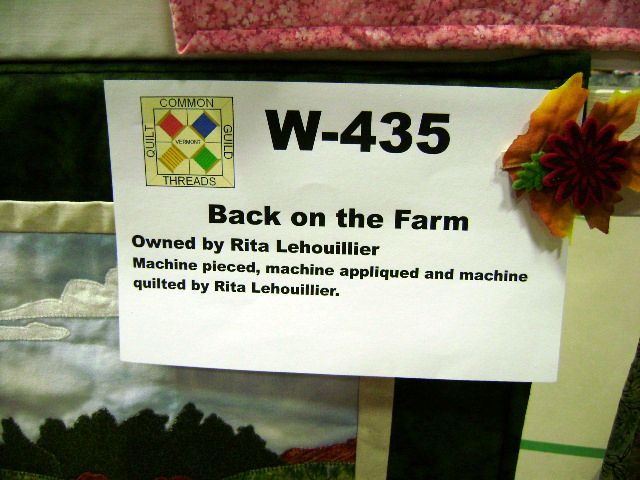 COMMON
QUILT
VERMONT
GUILD
THREADS
W-435
Back on the Farm
Owned by Rita Lehouillier
Machine pieced, machine appliqued and machine
quilted by Rita Lehouillier.